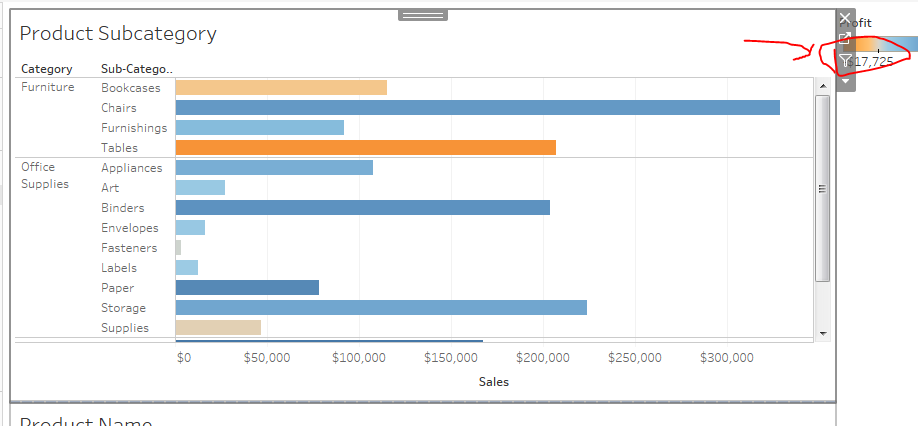 Product Subcategory
Profit
$17,725
Category Sub-Catego..
Furniture Bookcases
Chairs
Furnishings
Tables
Office Supplies Appliances
Art
Binders
Envelopes
Fasteners
Labels
Paper
Storage
Supplies
$0 $50,000 $100,000 $150,000 $200,000 $250,000 $300,000
Sales
Product Name